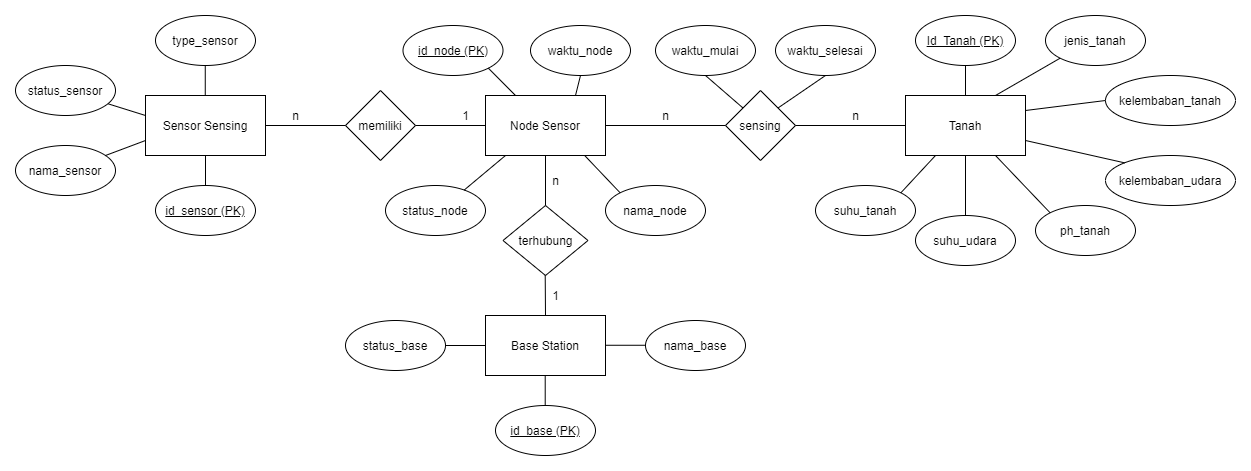 type_sensor
id_node (PK)
waktu_node
waktu_mulai
waktu_selesai
Id_Tanah (PK)
jenis_tanah
status_sensor
kelembaban_tanah
Sensor Sensing
n
memiliki
1
Node Sensor
n
sensing
n
Tanah
nama_sensor
kelembaban_udara
id_sensor (PK)
status_node
n
nama_node
suhu_tanah
suhu_udara
ph_tanah
terhubung
1
status_base
Base Station
nama_base
id_base (PK)